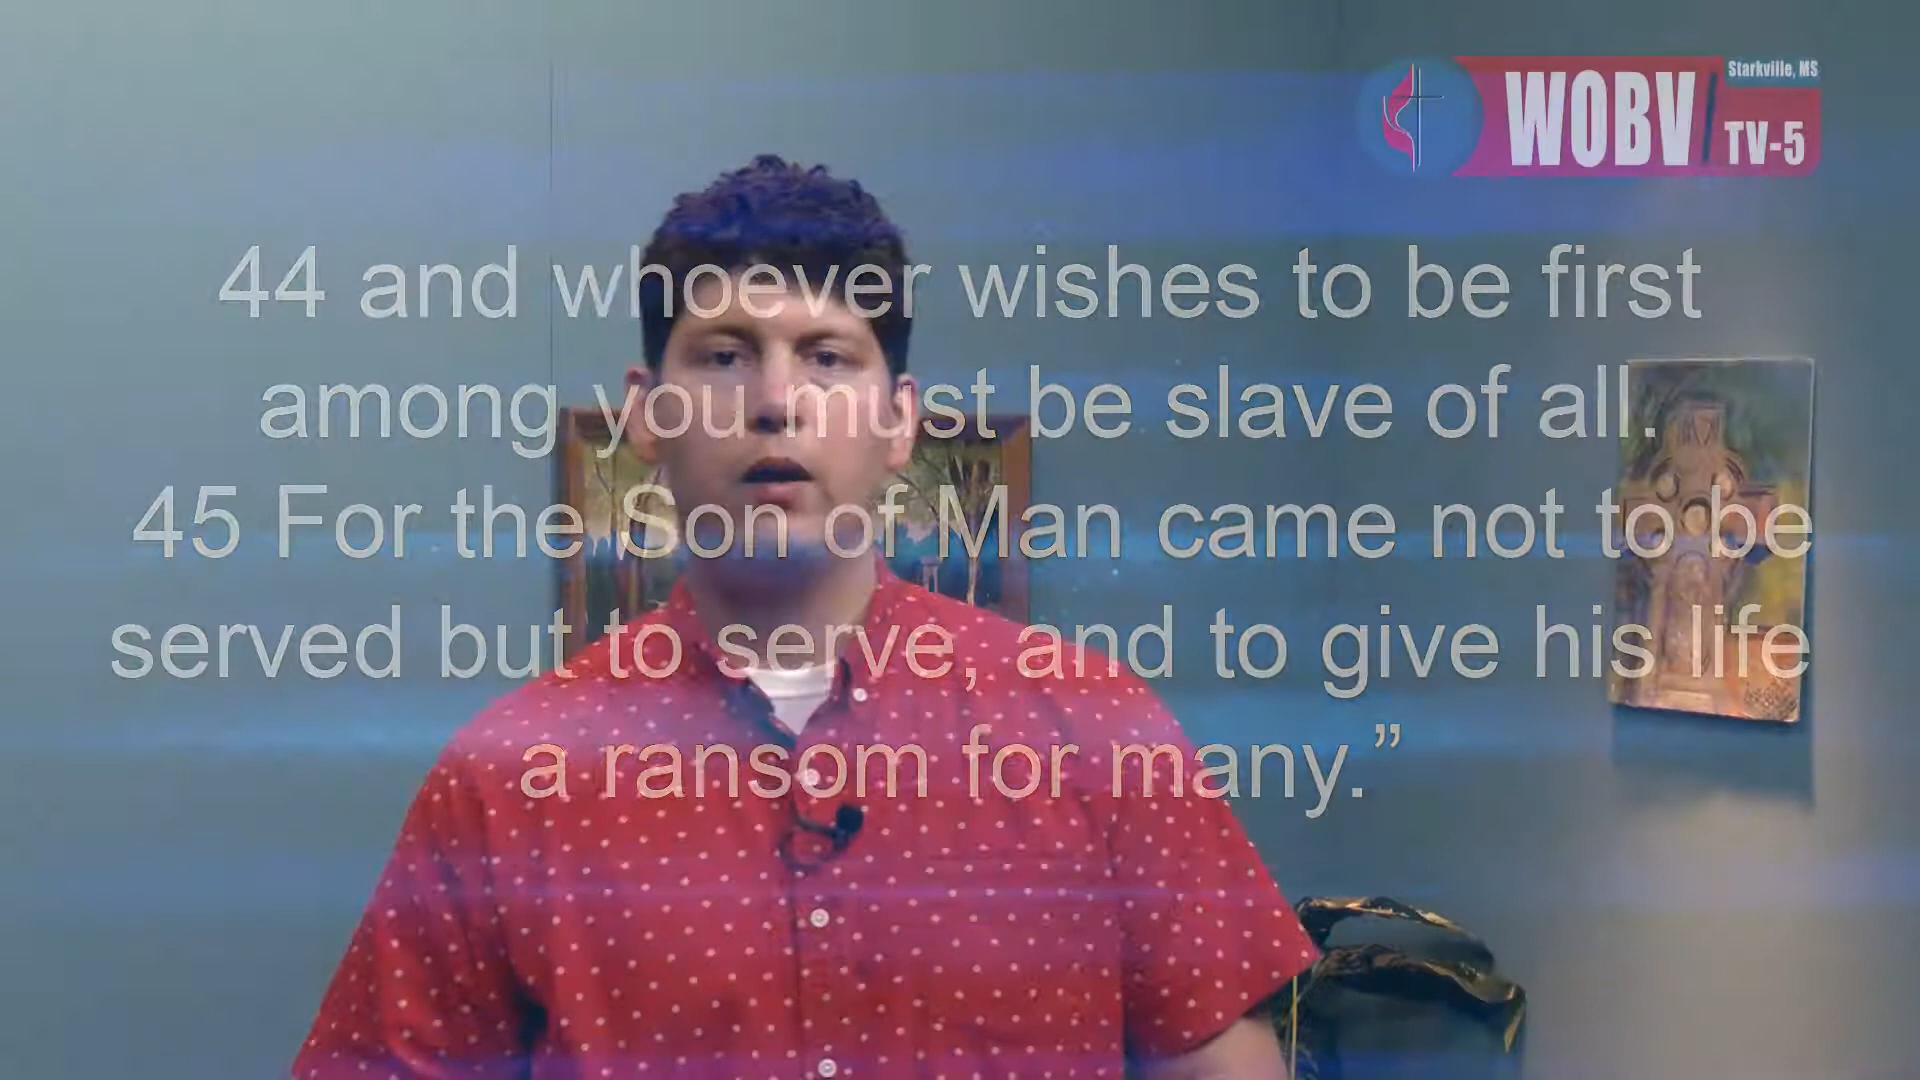 Starkville, MS
WOBV
TV-5
44 and whoever wishes to be first
among you must be slave of all.
45 For the Son of Man came not to be
served but to serve, and to give his life
a ransom for many.”